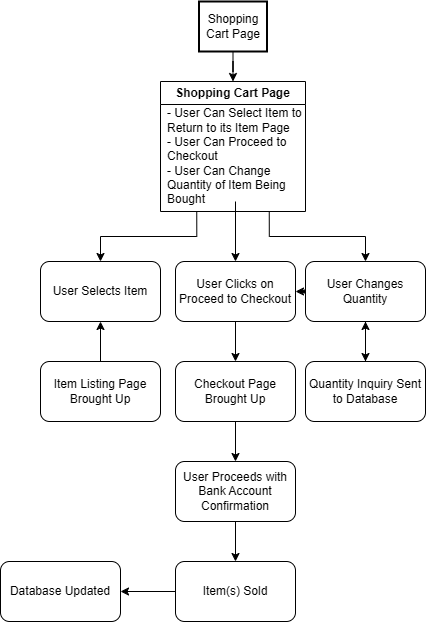 Shopping
Cart Page
Shopping Cart Page
- User Can Select Item to
Return to its Item Page
- User Can Proceed to
Checkout
- User Can Change
Quantity of Item Being
Bought
User Selects Item
User Clicks on
Proceed to Checkout
User Changes
Quantity
Item Listing Page
Brought Up
Checkout Page
Brought Up
Quantity Inquiry Sent
to Database
User Proceeds with
Bank Account
Confirmation
Database Updated
Item(s) Sold